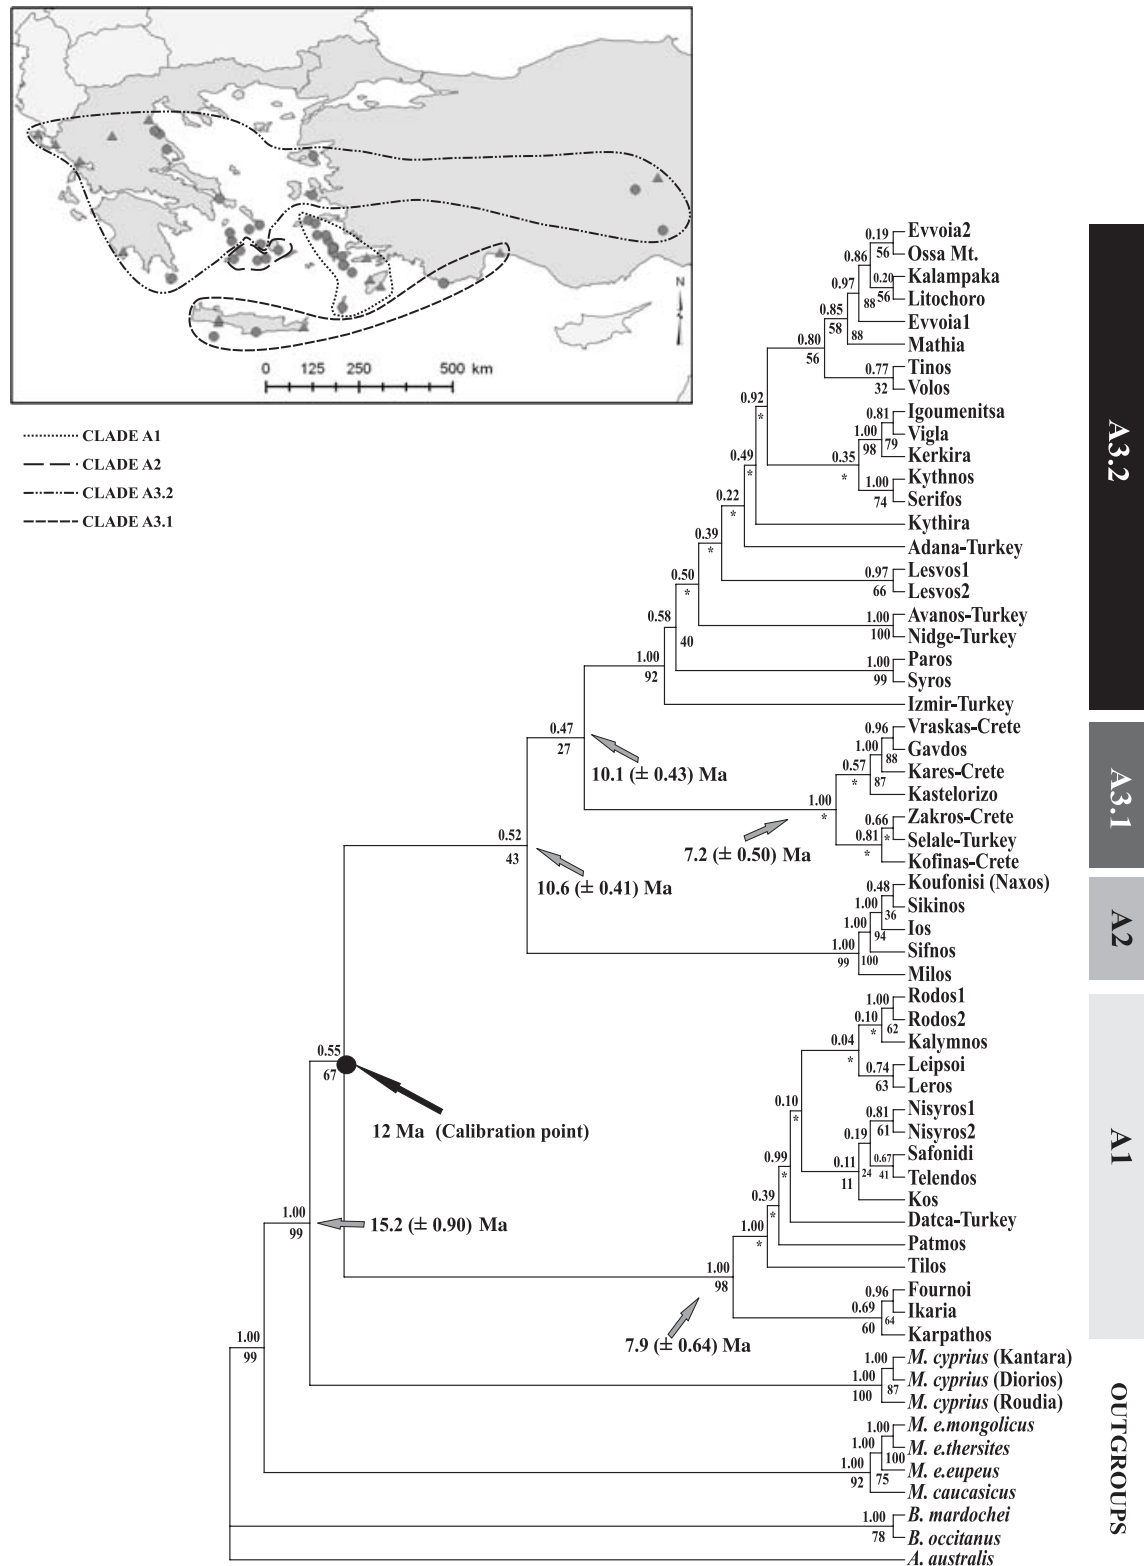 N
0 125 250 500 km
CLADE A1
CLADE A2
CLADE A3.2
CLADE A3.1
0.19
Evvoia2
56
Ossa Mt.
0.86
0.20
Kalampaka
56
Litochoro
0.97
88
Evvoia1
0.85
58
88
Mathia
0.80
56
0.77
Tinos
32
Volos
0.92
*
0.81
Igoumenitsa
1.00
79
Vigla
98
Kerkira
0.35
*
1.00
Kythnos
74
Serifos
0.49
*
Kythira
0.22
*
Adana-Turkey
0.39
*
0.97
Lesvos1
66
Lesvos2
0.50
*
1.00
Avanos-Turkey
100
Nidge-Turkey
0.58
40
1.00
Paros
99
Syros
1.00
92
Izmir-Turkey
A3.2
0.47
27
10.1 (± 0.43) Ma
0.96
Vraskas-Crete
1.00
88
Gavdos
0.57
*
87
Kares-Crete
Kastelorizo
1.00
*
7.2 (± 0.50) Ma
0.66
Zakros-Crete
0.81
*
Selale-Turkey
*
Kofinas-Crete
A3.1
0.52
43
10.6 (± 0.41) Ma
0.48
Koufonisi (Naxos)
1.00
36
Sikinos
1.00
94
Ios
1.00
99
100
Sifnos
Milos
A2
0.55
67
12 Ma (Calibration point)
1.00
Rodos1
0.10
*
62
Rodos2
0.04
*
Kalymnos
0.74
Leipsoi
63
Leros
0.10
*
0.81
Nisyros1
0.19
61
Nisyros2
0.11
11
24
0.67
Safonidi
41
Telendos
Kos
0.99
*
Datca-Turkey
0.39
*
Patmos
1.00
*
Tilos
1.00
98
7.9 (± 0.64) Ma
0.96
Fournoi
0.69
64
Ikaria
60
Karpathos
A1
1.00
99
15.2 (± 0.90) Ma
1.00
M. cyprius (Kantara)
1.00
87
M. cyprius (Diorios)
100
M. cyprius (Roudia)
1.00
99
1.00
M. e.mongolicus
1.00
100
M. e.thersites
1.00
75
M. e.eupeus
92
M. caucasicus
1.00
B. mardochei
78
B. occitanus
A. australis
OUTGROUPS